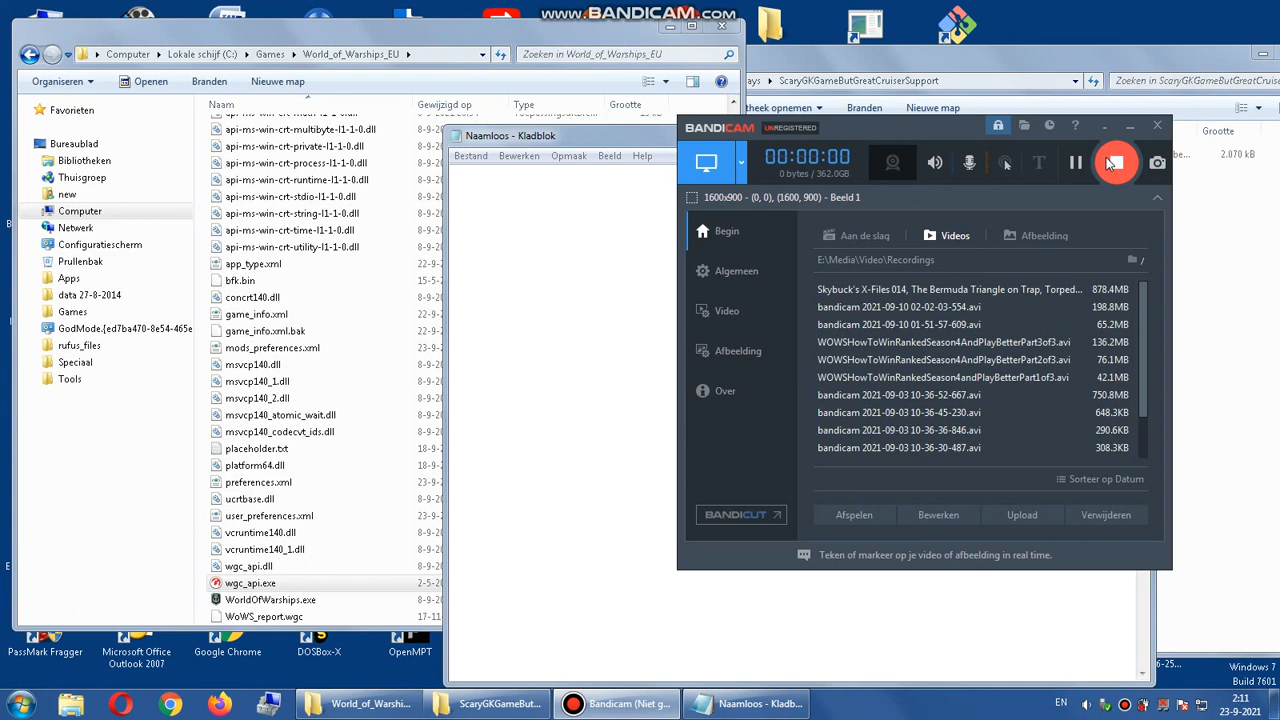 www.BANDICAM.com
Computer ▸ Lokale schijf (C:) ▸ Games ▸ World_of_Warships_EU ▸
Zoeken in World_of_Warships_EU
Organiseren
Openen
Branden
Nieuwe map
Naam
Gewijzigd op
Type
Grootte
Favorieten
Bureaublad
Bibliotheken
Thuisgroep
new
Computer
Netwerk
Configuratiescherm
Prullenbak
Apps
data 27-8-2014
Games
GodMode.{ed7ba470-8e54-465e
rufus_files
Speciaal
Tools
api-ms-win-crt-multibyte-l1-1-0.dll
api-ms-win-crt-private-l1-1-0.dll
api-ms-win-crt-process-l1-1-0.dll
api-ms-win-crt-runtime-l1-1-0.dll
api-ms-win-crt-stdio-l1-1-0.dll
api-ms-win-crt-string-l1-1-0.dll
api-ms-win-crt-time-l1-1-0.dll
api-ms-win-crt-utility-l1-1-0.dll
app_type.xml
bfk.bin
concrt140.dll
game_info.xml
game_info.xml.bak
mods_preferences.xml
msvcp140.dll
msvcp140_1.dll
msvcp140_2.dll
msvcp140_atomic_wait.dll
msvcp140_codecvt_ids.dll
placeholder.txt
platform64.dll
preferences.xml
ucrtbase.dll
user_preferences.xml
vcruntime140.dll
vcruntime140_1.dll
wgc_api.dll
wgc_api.exe
WorldOfWarships.exe
WoWS_report.wgc
Naamloos - Kladblok
Bestand Bewerken Opmaak Beeld Help
ays ▸ ScaryGKGameButGreatCruiserSupport
Zoeken in ScaryGKGameButGreatCruiserS...
theek opnemen
Branden
Nieuwe map
Grootte
2.070 kB
BANDICAM UNREGISTERED
00:00:00
0 bytes / 362.0GB
1600x900 - (0, 0), (1600, 900) - Beeld 1
Begin
Algemeen
Video
Afbeelding
Over
BANDICUT
Aan de slag
Videos
Afbeelding
E:\Media\Video\Recordings
Skybuck's X-Files 014, The Bermuda Triangle on Trap, Torped... 878.4MB
bandicam 2021-09-10 02-02-03-554.avi 198.8MB
bandicam 2021-09-10 01-51-57-609.avi 65.2MB
WOWSHowToWinRankedSeason4AndPlayBetterPart3of3.avi 136.2MB
WOWSHowToWinRankedSeason4AndPlayBetterPart2of3.avi 76.1MB
WOWSHowToWinRankedSeason4andPlayBetterPart1of3.avi 42.1MB
bandicam 2021-09-03 10-36-52-667.avi 750.8MB
bandicam 2021-09-03 10-36-45-230.avi 648.3KB
bandicam 2021-09-03 10-36-36-846.avi 290.6KB
bandicam 2021-09-03 10-36-30-487.avi 308.3KB
Sorteer op Datum
Afspelen
Bewerken
Upload
Verwijderen
Teken of markeer op je video of afbeelding in real time.
PassMark Fragger
Microsoft Office Outlook 2007
Google Chrome
DOSBox-X
OpenMPT
6-25...
Windows 7
Build 7601
World_of_Warshi...
ScaryGKGameBut...
Bandicam (Niet g...
Naamloos - Kladb...
EN
2:11
23-9-2021